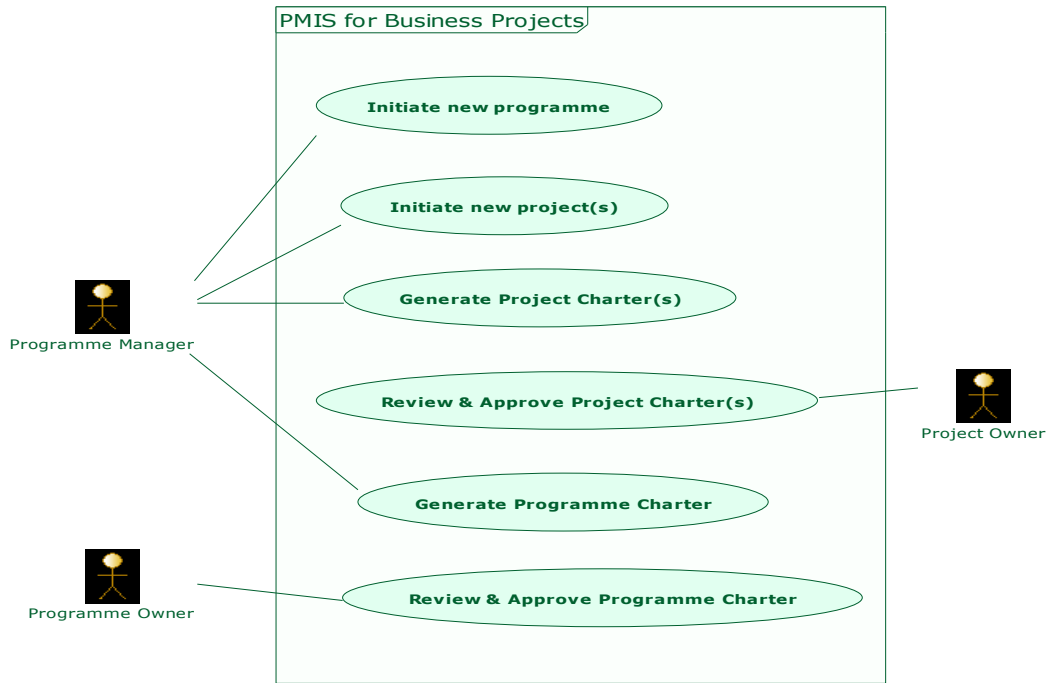 PMIS for Business Projects
Initiate new programme
Initiate new project(s)
Generate Project Charter(s)
Programme Manager
Review & Approve Project Charter(s)
Project Owner
Generate Programme Charter
Review & Approve Programme Charter
Programme Owner